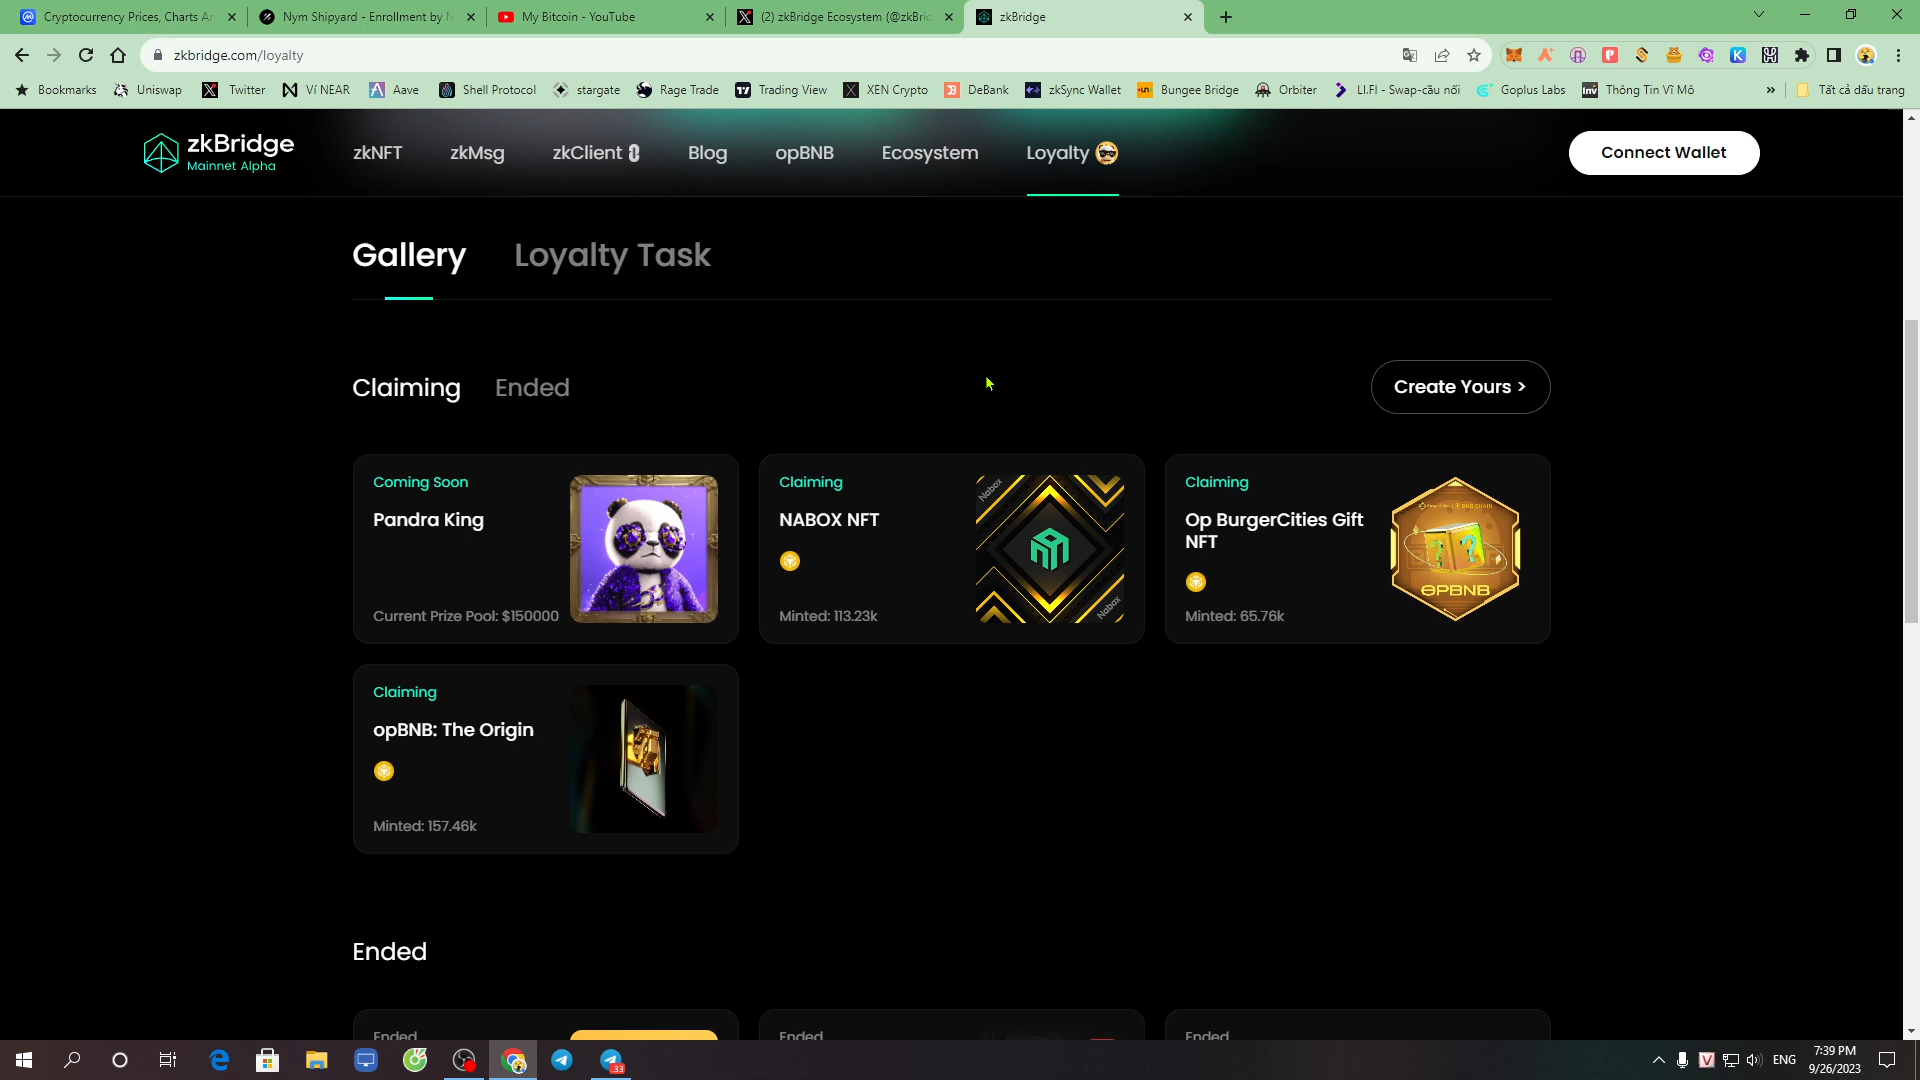 Cryptocurrency Prices, Charts A
Nym Shipyard - Enrollment by N
My Bitcoin - YouTube
(2) zkBridge Ecosystem (@zkBri
zkBridge
zkbridge.com/loyalty
Bookmarks
Uniswap
Twitter
Ví NEAR
Aave
Shell Protocol
stargate
Rage Trade
Trading View
XEN Crypto
DeBank
zkSync Wallet
Bungee Bridge
Orbiter
LI.FI - Swap-cầu nối
Goplus Labs
Thông Tin Vĩ Mô
»
Tất cả dấu trang
zkBridge
Mainnet Alpha
zkNFT
zkMsg
zkClient
Blog
opBNB
Ecosystem
Loyalty
Connect Wallet
Gallery
Loyalty Task
Claiming
Ended
Create Yours >
Coming Soon
Pandra King
Current Prize Pool: $150000
Claiming
NABOX NFT
Minted: 113.23k
Nabox
Nabox
Claiming
Op BurgerCities Gift
NFT
Minted: 65.76k
BNB CHAIN
OPBNB
Claiming
opBNB: The Origin
Minted: 157.46k
Ended
Ended
Ended
Ended
33
ENG
7:39 PM
9/26/2023